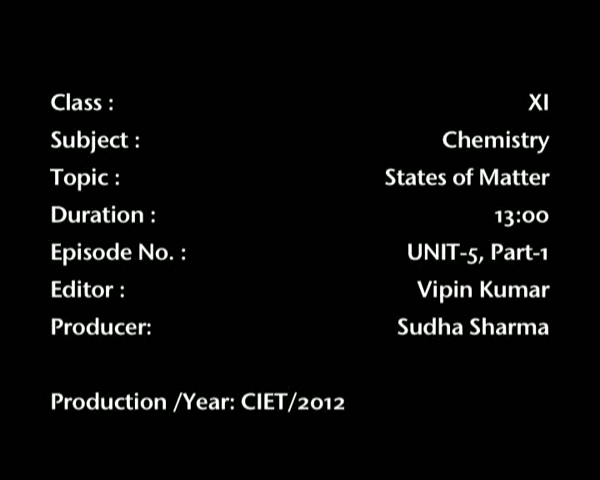 Class : XI
Subject : Chemistry
Topic : States of Matter
Duration : 13:00
Episode No. : UNIT-5, Part-1
Editor : Vipin Kumar
Producer: Sudha Sharma
Production /Year: CIET/2012